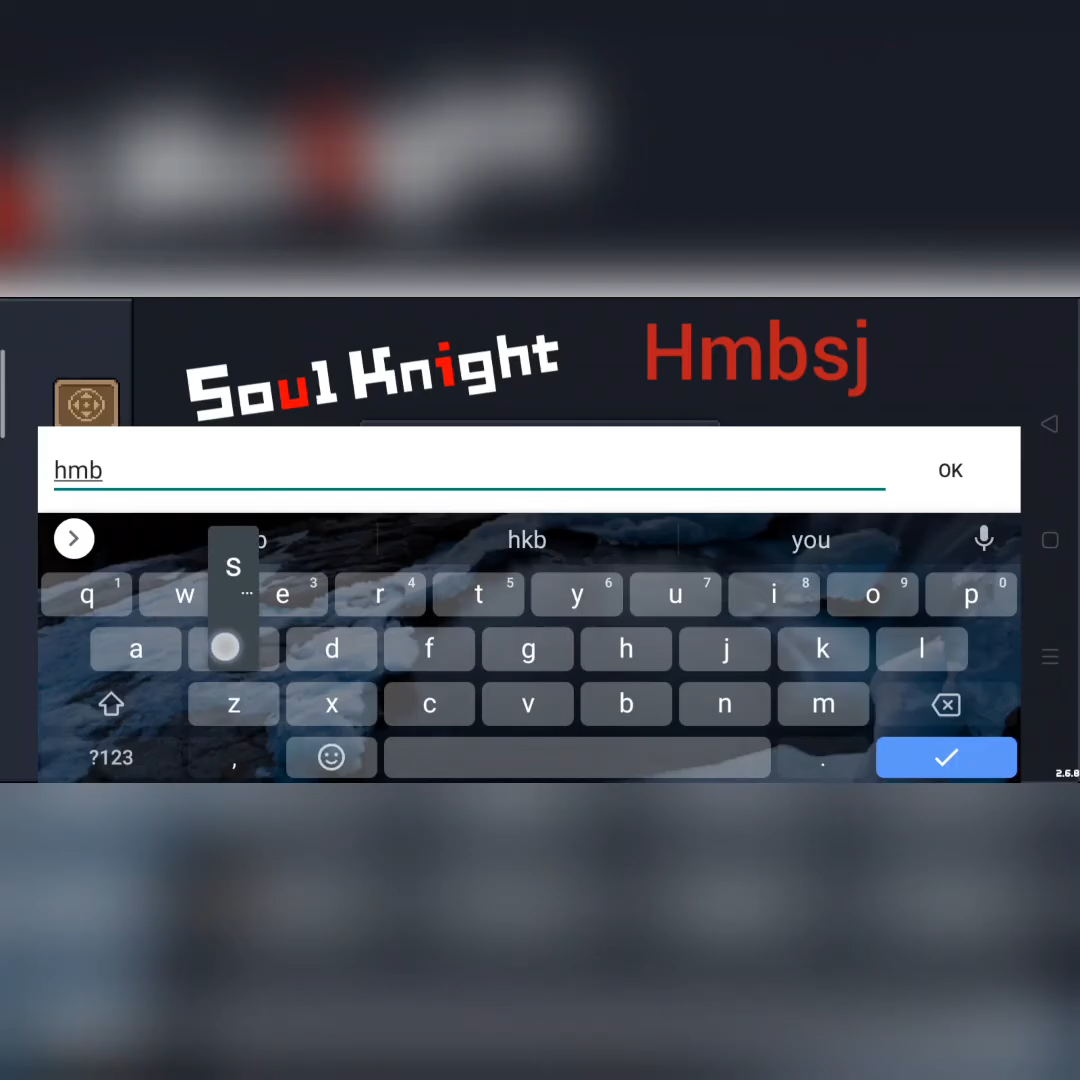 Soul Knight
Hmbsj
hmb
OK
hkb you
S
q 1 w e 3 r 4 t 5 y 6 u 7 i 8 o 9 p 0
a d f g h j k l
z x c v b n m
?123 , .
2.6.8